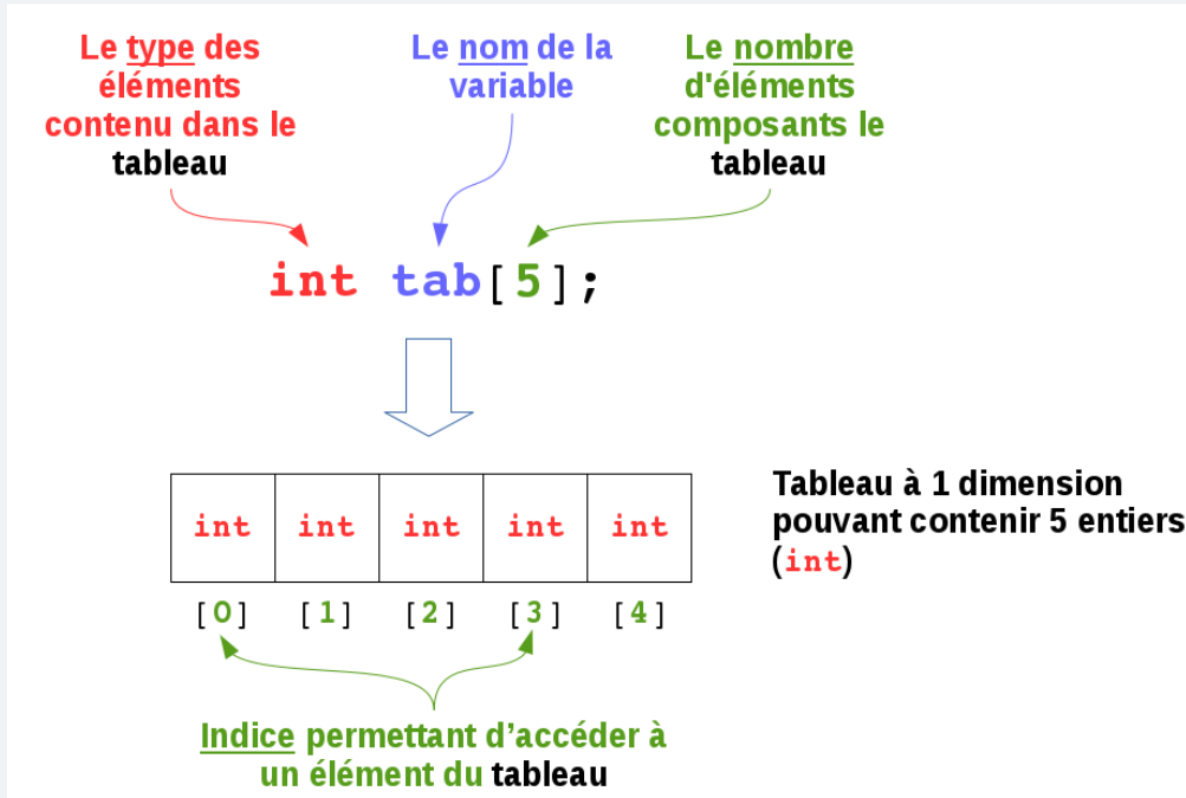 Le type des
éléments
contenu dans le
tableau
Le nom de la
variable
Le nombre
d'éléments
composants le
tableau
int tab[5];
int int int int int
[0] [1] [2] [3] [4]
Tableau à 1 dimension
pouvant contenir 5 entiers
(int)
Indice permettant d’accéder à
un élément du tableau